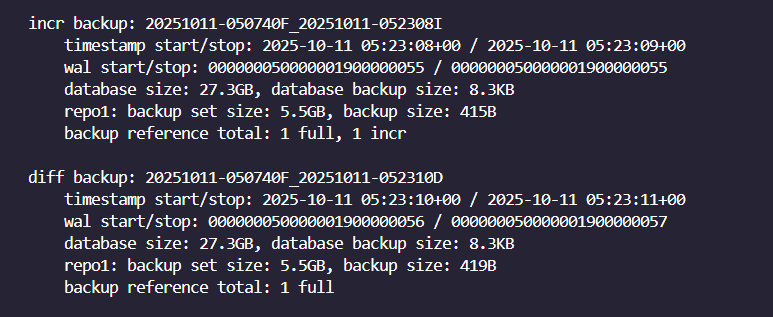 incr backup: 20251011-050740F_20251011-052308I
timestamp start/stop: 2025-10-11 05:23:08+00 / 2025-10-11 05:23:09+00
wal start/stop: 000000050000001900000055 / 000000050000001900000055
database size: 27.3GB, database backup size: 8.3KB
repo1: backup set size: 5.5GB, backup size: 415B
backup reference total: 1 full, 1 incr

diff backup: 20251011-050740F_20251011-052310D
timestamp start/stop: 2025-10-11 05:23:10+00 / 2025-10-11 05:23:11+00
wal start/stop: 000000050000001900000056 / 000000050000001900000057
database size: 27.3GB, database backup size: 8.3KB
repo1: backup set size: 5.5GB, backup size: 419B
backup reference total: 1 full